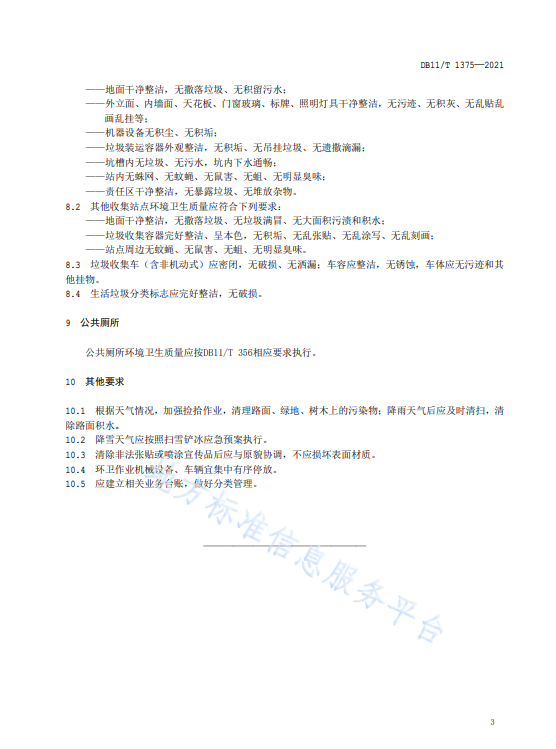 DB11/T 1375—2021
——地面干净整洁，无撒落垃圾、无积留污水；
——外立面、内墙面、天花板、门窗玻璃、标牌、照明灯具干净整洁，无污迹、无积灰、无乱贴乱
画乱挂等；
——机器设备无积尘、无积垢；
——垃圾装运容器外观整洁，无积垢、无吊挂垃圾、无遗撒滴漏；
——坑槽内无垃圾、无污水，坑内下水通畅；
——站内无蛛网、无蚊蝇、无鼠害、无蛆、无明显臭味；
——责任区干净整洁，无暴露垃圾、无堆放杂物。
8.2 其他收集站点环境卫生质量应符合下列要求：
——地面干净整洁，无撒落垃圾、无垃圾满冒、无大面积污渍和积水；
——垃圾收集容器完好整洁、呈本色，无积垢、无乱张贴、无乱涂写、无乱刻画；
——站点周边无蚊蝇、无鼠害、无蛆、无明显臭味。
8.3 垃圾收集车（含非机动式）应密闭，无破损、无洒漏；车容应整洁，无锈蚀，车体应无污迹和其
他挂物。
8.4 生活垃圾分类标志应完好整洁，无破损。
9 公共厕所
公共厕所环境卫生质量应按DB11/T 356相应要求执行。
10 其他要求
10.1 根据天气情况，加强捡拾作业，清理路面、绿地、树木上的污染物；降雨天气后应及时清扫，清
除路面积水。
10.2 降雪天气应按照扫雪铲冰应急预案执行。
10.3 清除非法张贴或喷涂宣传品后应与原貌协调，不应损坏表面材质。
10.4 环卫作业机械设备、车辆宜集中有序停放。
10.5 应建立相关业务台账，做好分类管理。
地方标准信息服务平台
3